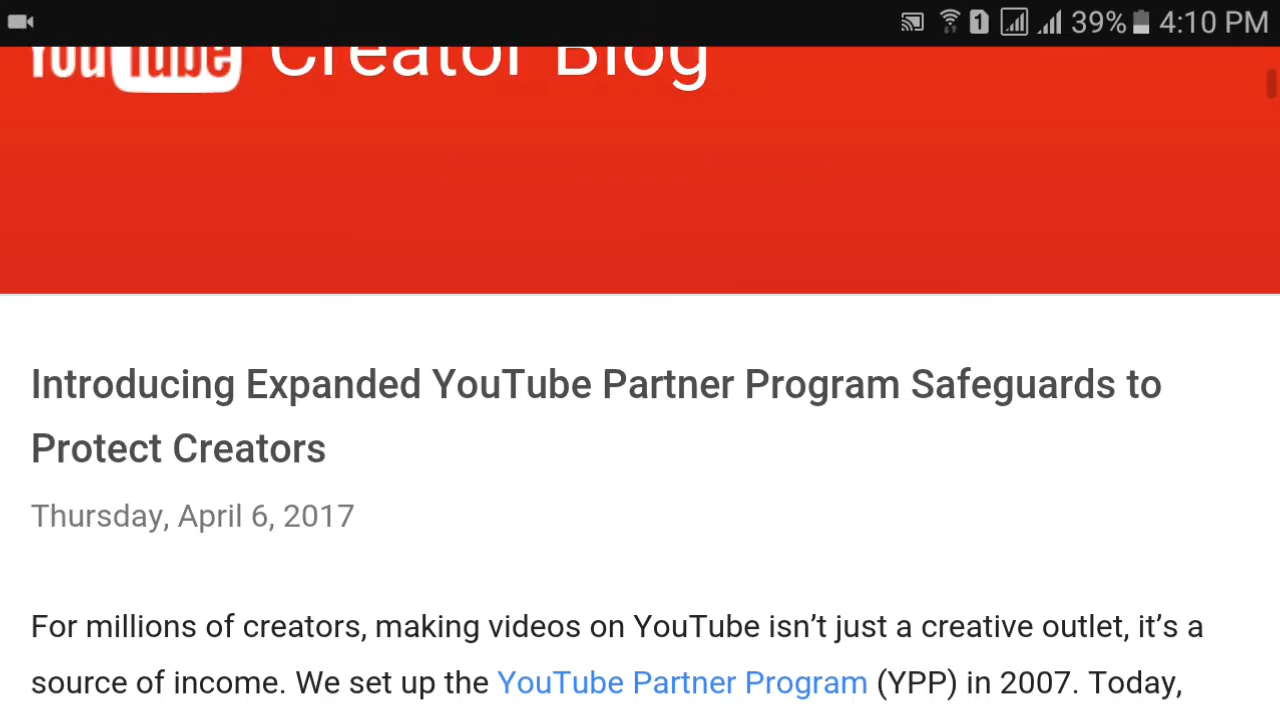 1 39% 4:10 PM
YouTube Creator Blog
Introducing Expanded YouTube Partner Program Safeguards to
Protect Creators
Thursday, April 6, 2017
For millions of creators, making videos on YouTube isn’t just a creative outlet, it’s a
source of income. We set up the YouTube Partner Program (YPP) in 2007. Today,